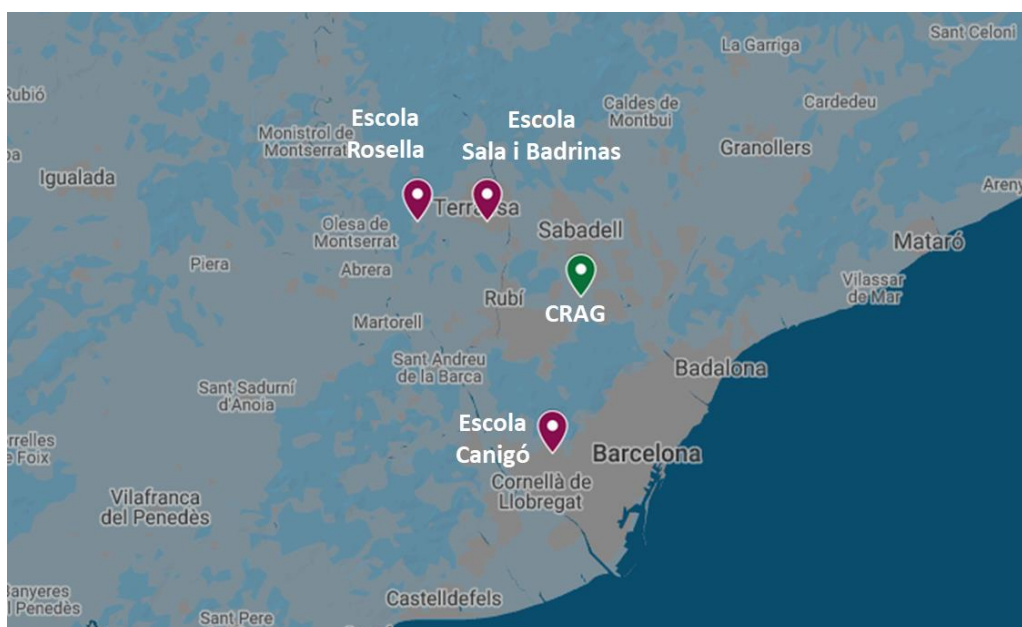 Sant Celoni
La Garriga
Rubió
Caldes de
Montbui
Cardedeu
Escola
Rosella
Escola
Sala i Badrinas
Monistrol de
Montserrat
Granollers
Igualada
Areny
Terrassa
Olesa de
Montserrat
Sabadell
Mataró
Piera
Abrera
Vilassar
de Mar
Rubí
CRAG
Martorell
Sant Andreu
de la Barca
Badalona
Sant Sadurní
d'Anoia
Escola
Canigó
orrelles
e Foix
Barcelona
Cornellà de
Llobregat
Vilafranca
del Penedès
Banyeres
l Penedès
Castelldefels
Sant Pere